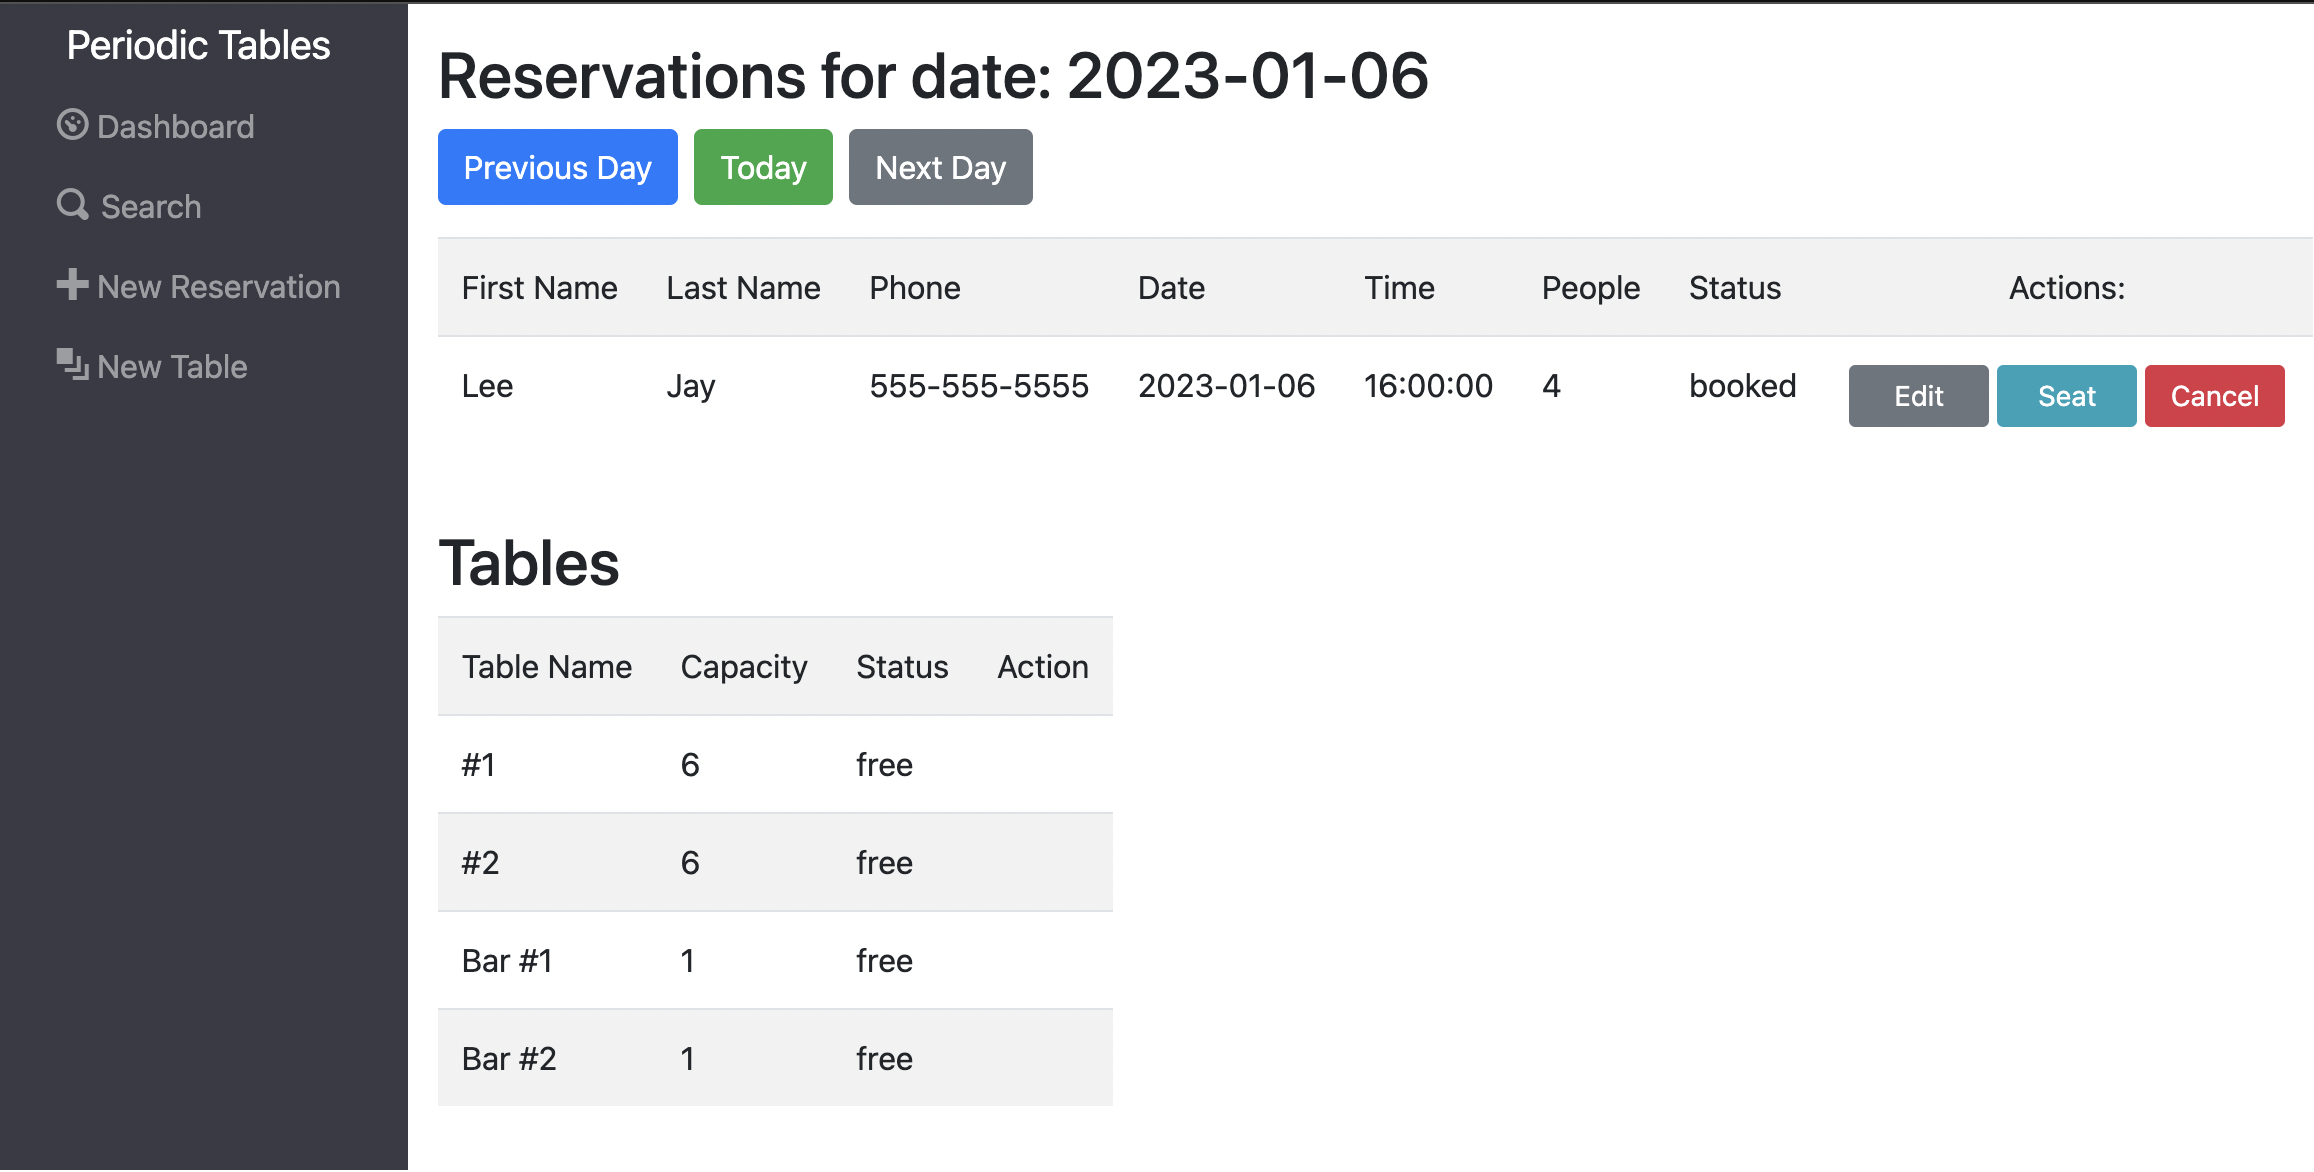 Periodic Tables
Dashboard
Search
New Reservation
New Table
Reservations for date: 2023-01-06
Previous Day Today Next Day
First Name Last Name Phone Date Time People Status Actions:
Lee Jay 555-555-5555 2023-01-06 16:00:00 4 booked Edit Seat Cancel
Tables
Table Name Capacity Status Action
#1 6 free
#2 6 free
Bar #1 1 free
Bar #2 1 free